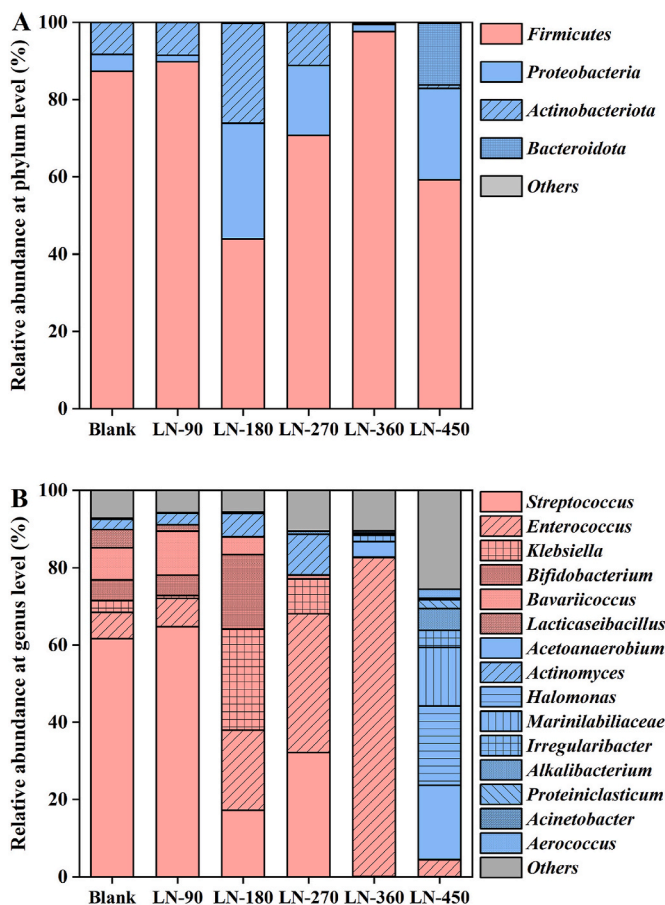 A
Relative abundance at phylum level (%)
100
80
60
40
20
0
Blank LN-90 LN-180 LN-270 LN-360 LN-450
Firmicutes
Proteobacteria
Actinobacteriota
Bacteroidota
Others
B
Relative abundance at genus level (%)
100
80
60
40
20
0
Blank LN-90 LN-180 LN-270 LN-360 LN-450
Streptococcus
Enterococcus
Klebsiella
Bifidobacterium
Bavariicoccus
Lacticaseibacillus
Acetoanaerobium
Actinomyces
Halomonas
Marinilabiliaceae
Irregularibacter
Alkalibacterium
Proteiniclasticum
Acinetobacter
Aerococcus
Others